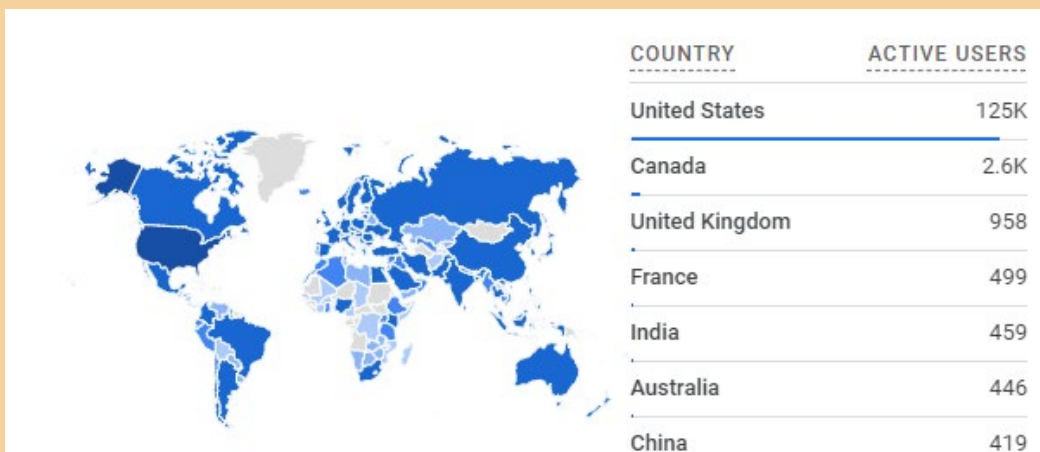 COUNTRY ACTIVE USERS
United States 125K
Canada 2.6K
United Kingdom 958
France 499
India 459
Australia 446
China 419